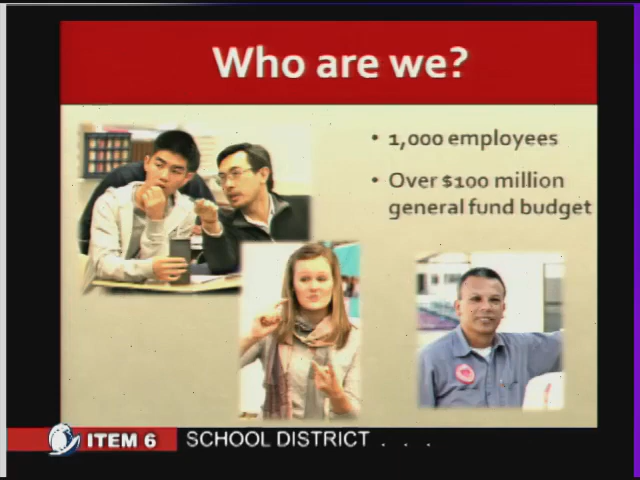 Who are we?
• 1,000 employees
• Over $100 million
general fund budget
ITEM 6 SCHOOL DISTRICT . . .